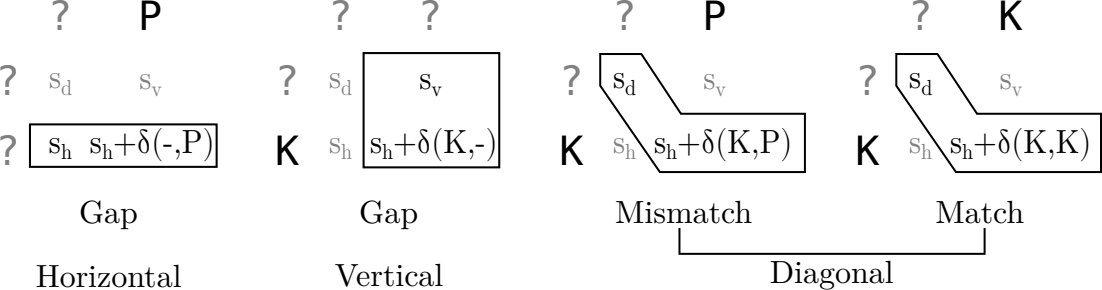 ? P ? ? ? P ? K
? s_d s_v ? s_d s_v ? s_d s_v ? s_d s_v
? s_h s_h+δ(-,P) K s_h s_h+δ(K,-) K s_h s_h+δ(K,P) K s_h s_h+δ(K,K)
Gap Gap Mismatch Match
Horizontal Vertical Diagonal